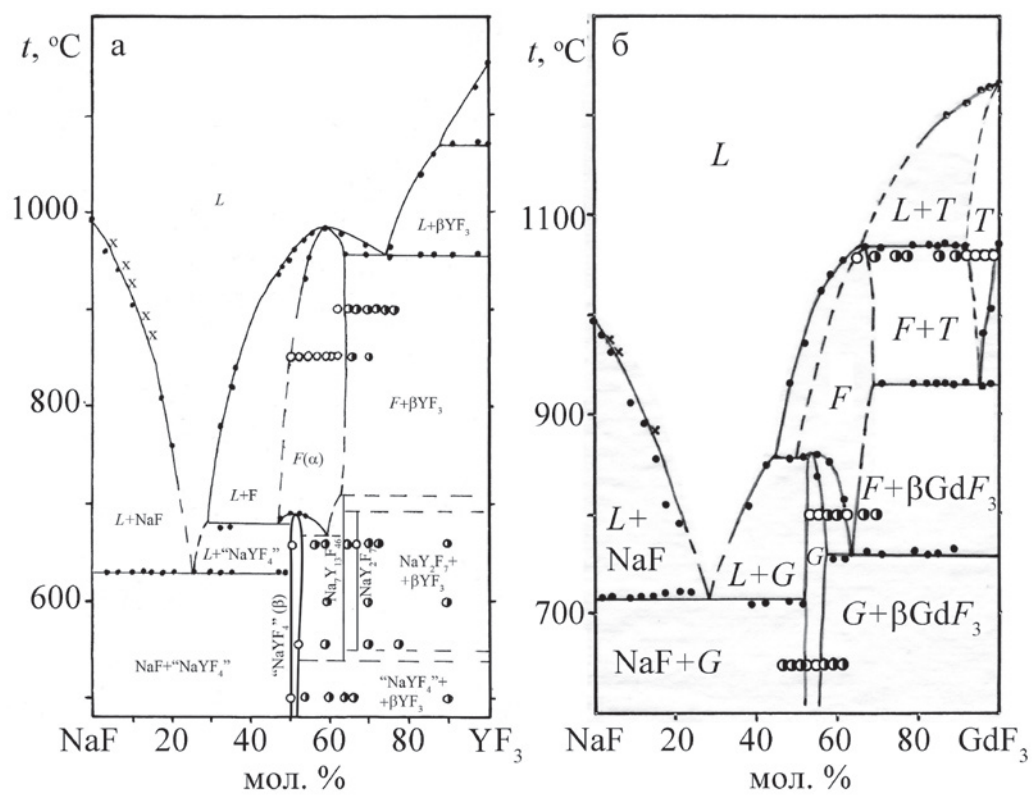 t, °C
а
1000
800
600
L
L+βYF₃
F+βYF₃
F(α)
L+F
L+NaF
L+“NaYF₄”
NaF+“NaYF₄”
“NaYF₄” (β)
Na₇Y₁₃F₄₆
NaY₂F₇
NaY₂F₇+
+βYF₃
“NaYF₄”+
+βYF₃
NaF
20
40
60
80
YF₃
мол. %
t, °C
б
1100
900
700
L
L+T
T
F+T
F
F+βGdF₃
L+
NaF
L+G
G
G+βGdF₃
NaF+G
NaF
40
60
80
GdF₃
мол. %